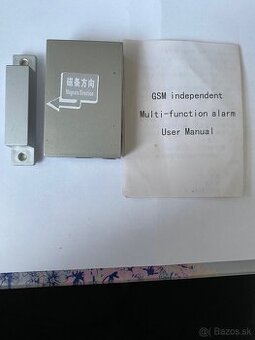 磁条方向
Magnet Direction
GSM independent
Multi-function alarm
User Manual
Bazos.sk